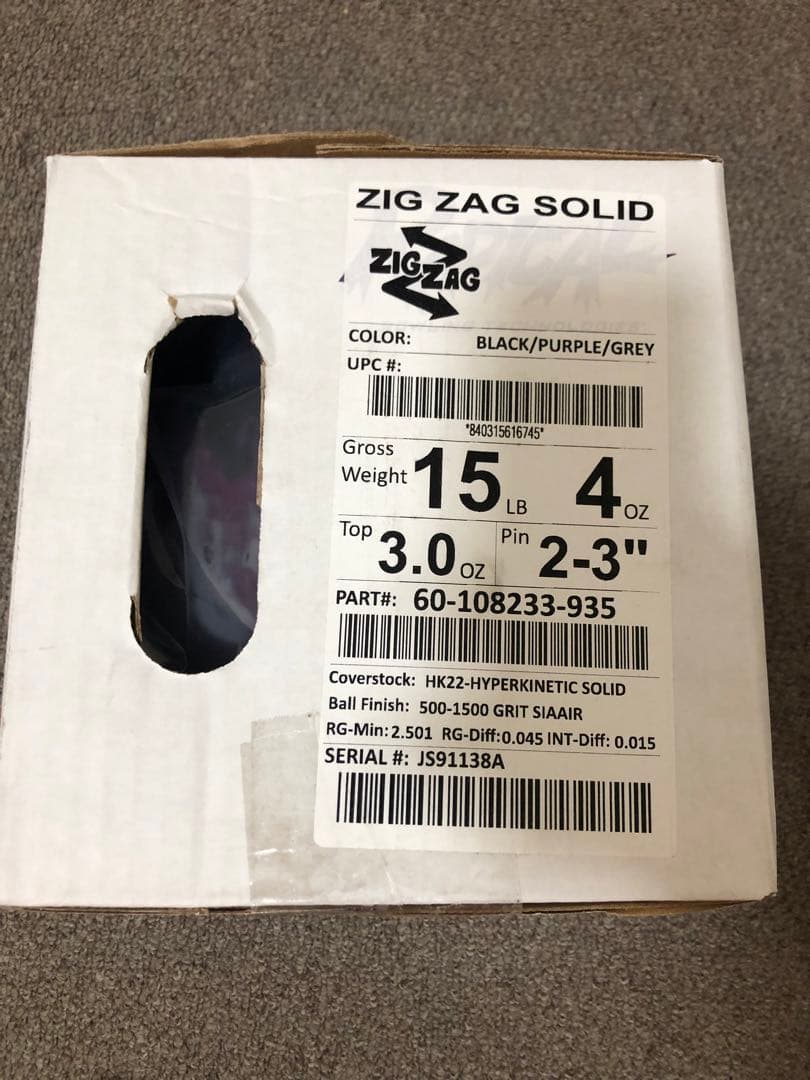 ZIG ZAG SOLID
ZIGZAG
COLOR: BLACK/PURPLE/GREY
UPC #:
*840315616745*
Gross Weight 15 LB 4 OZ
Top 3.0 OZ Pin 2-3"
PART#: 60-108233-935
Coverstock: HK22-HYPERKINETIC SOLID
Ball Finish: 500-1500 GRIT SIAAIR
RG-Min: 2.501 RG-Diff: 0.045 INT-Diff: 0.015
SERIAL #: JS91138A